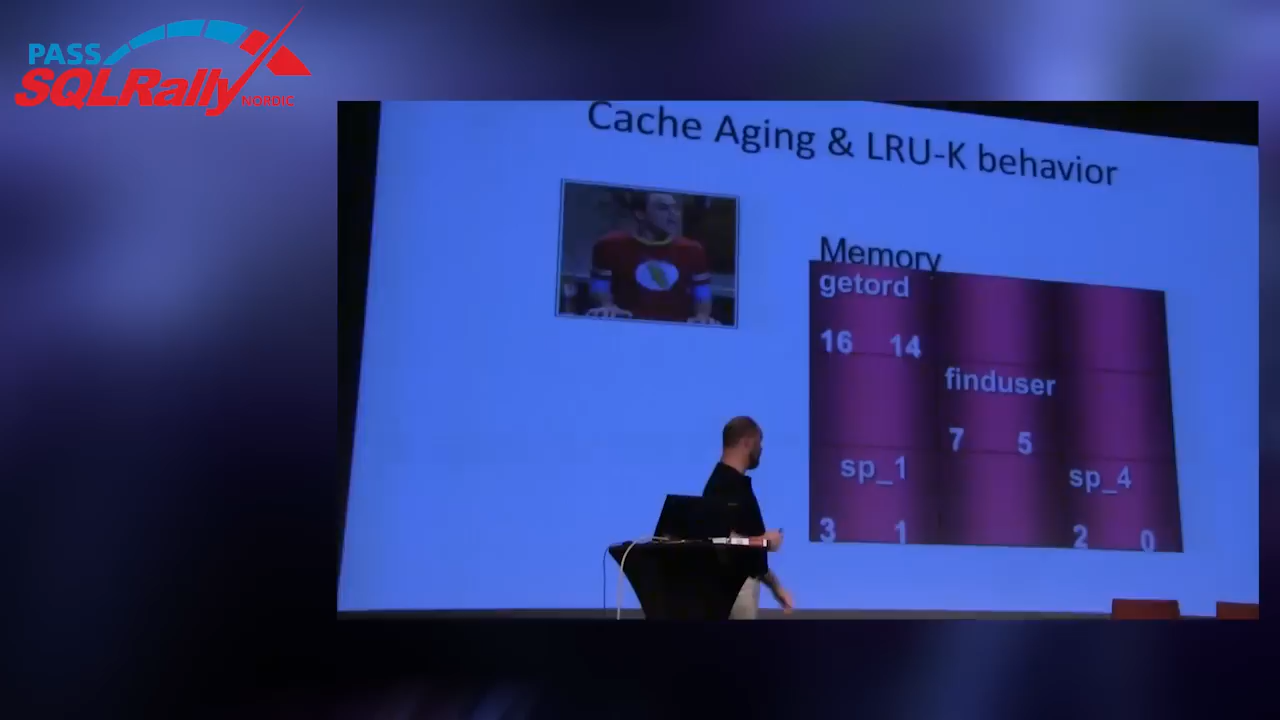 PASS
SQLRally
NORDIC
Cache Aging & LRU-K behavior
Memory
getord
16 14
finduser
7 5
sp_1
sp_4
3 1
2 0